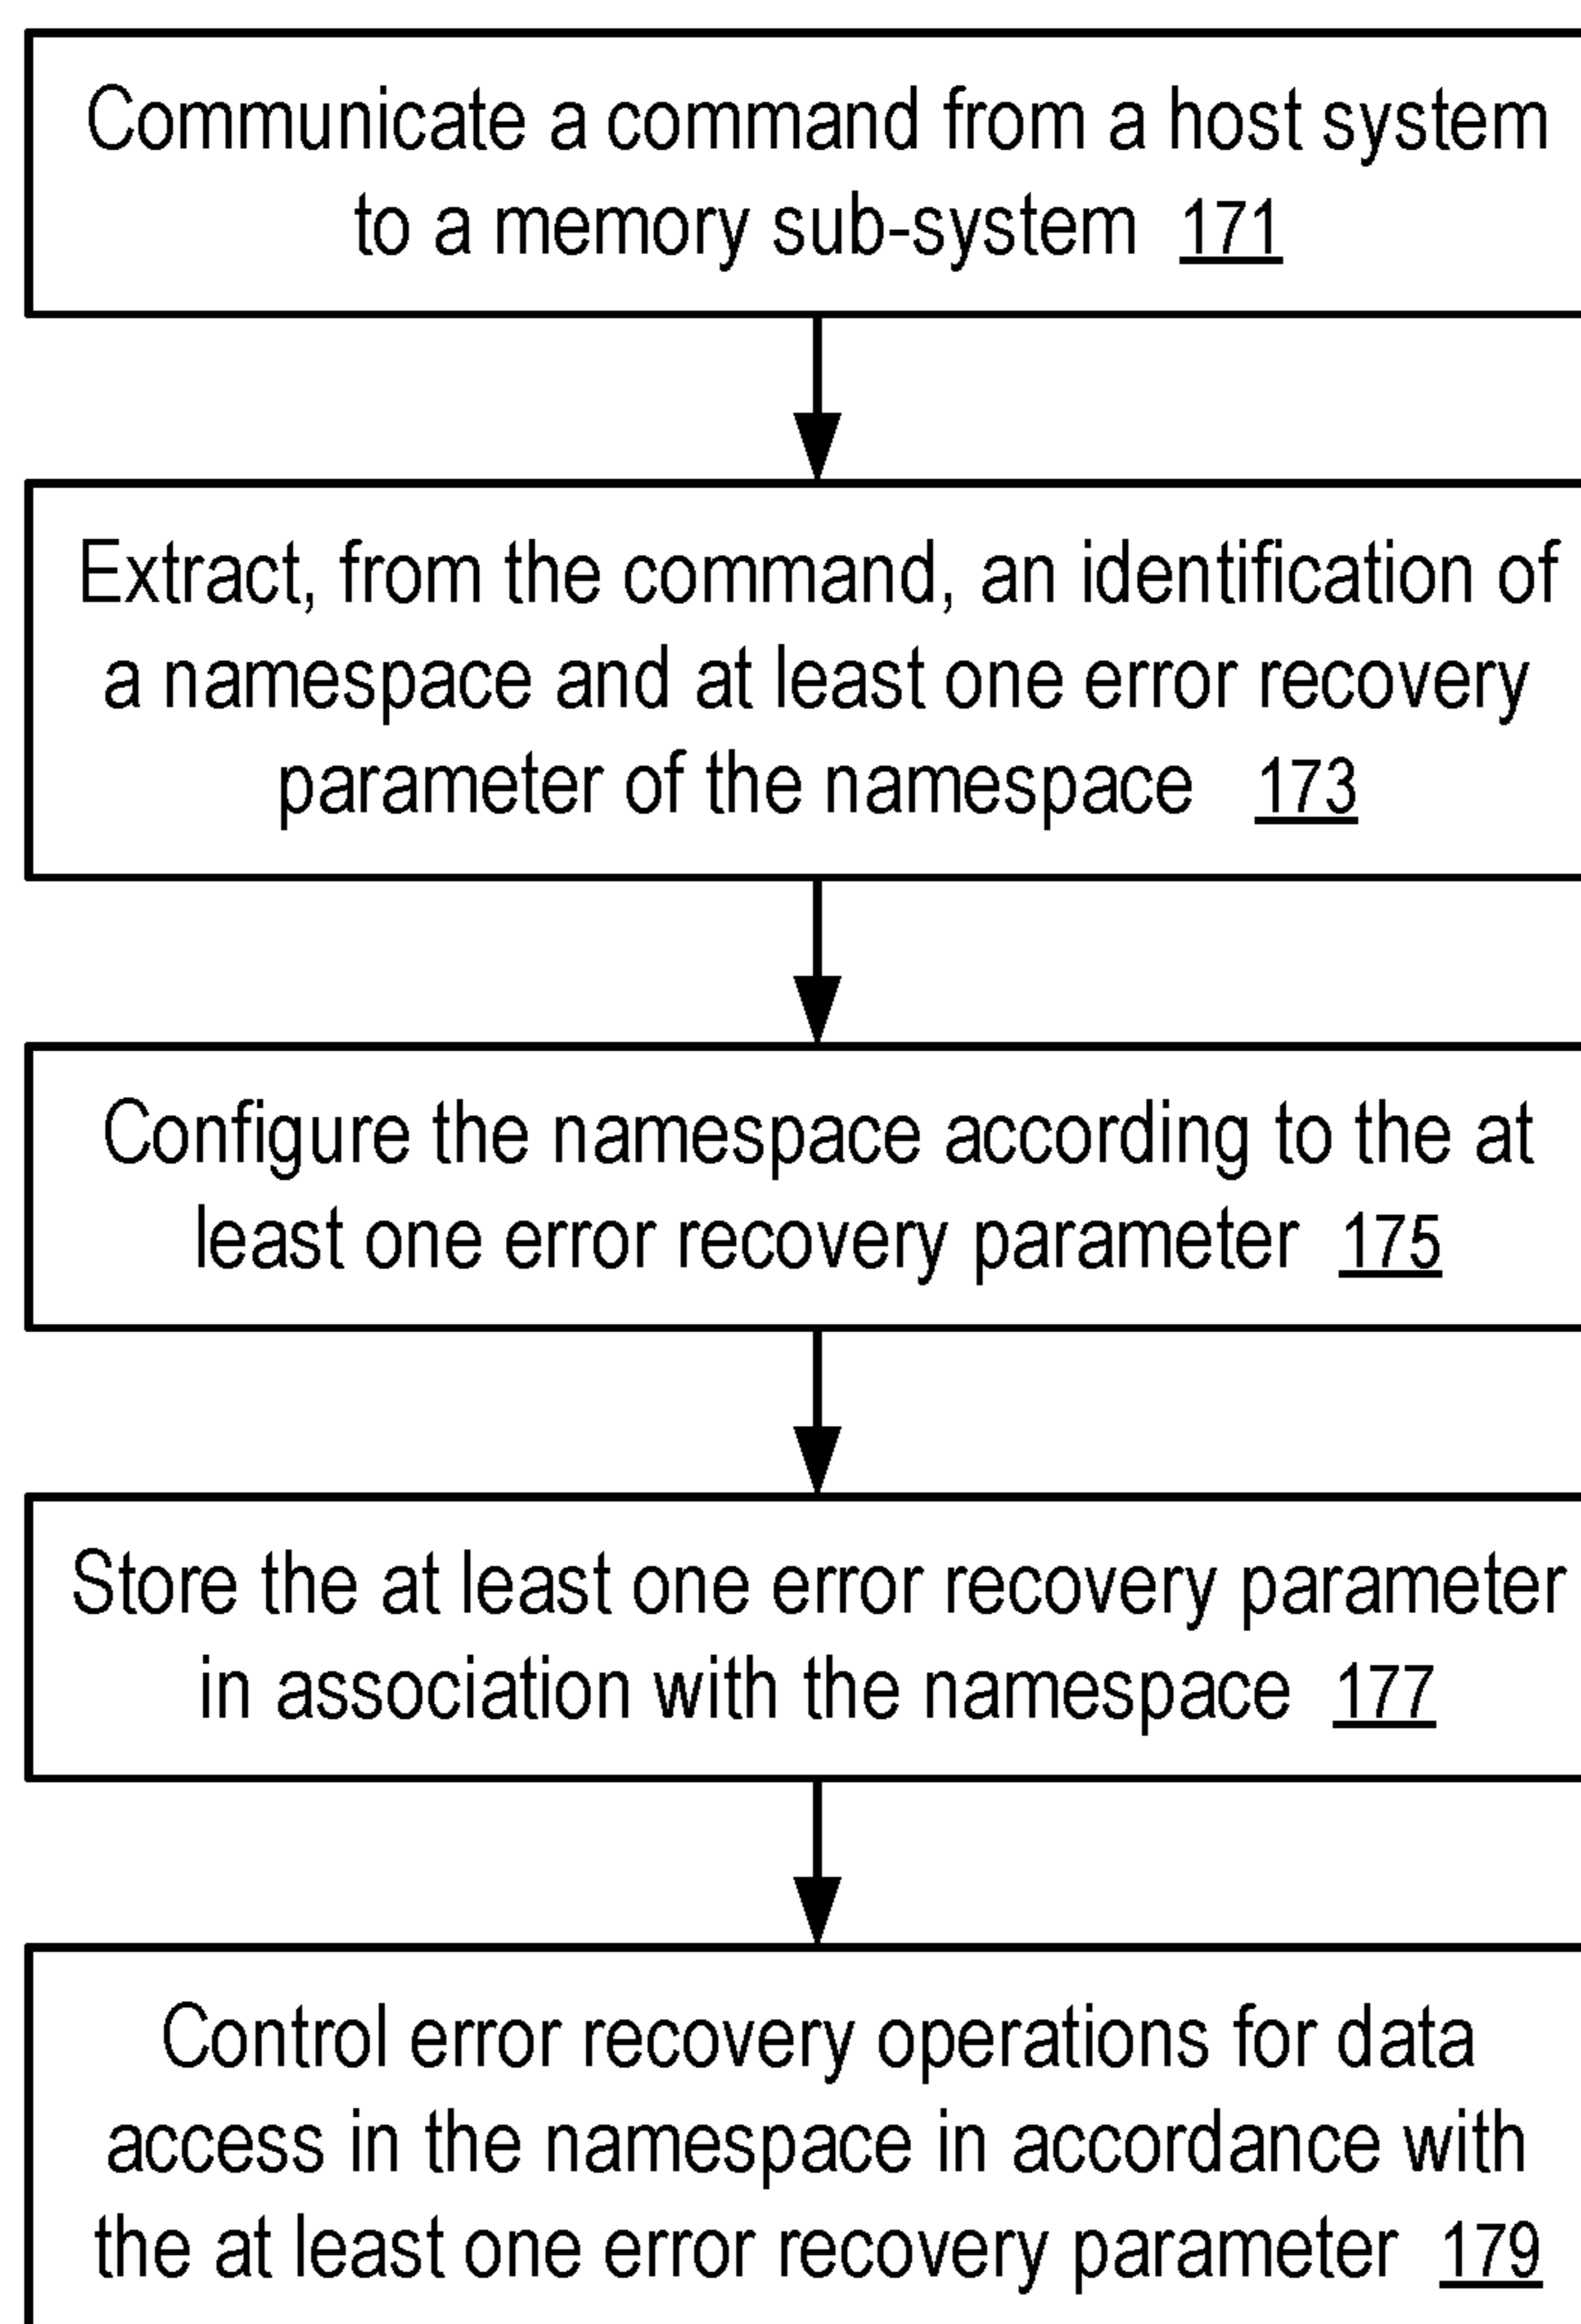 Communicate a command from a host system
to a memory sub-system 171
Extract, from the command, an identification of
a namespace and at least one error recovery
parameter of the namespace 173
Configure the namespace according to the at
least one error recovery parameter 175
Store the at least one error recovery parameter
in association with the namespace 177
Control error recovery operations for data
access in the namespace in accordance with
the at least one error recovery parameter 179